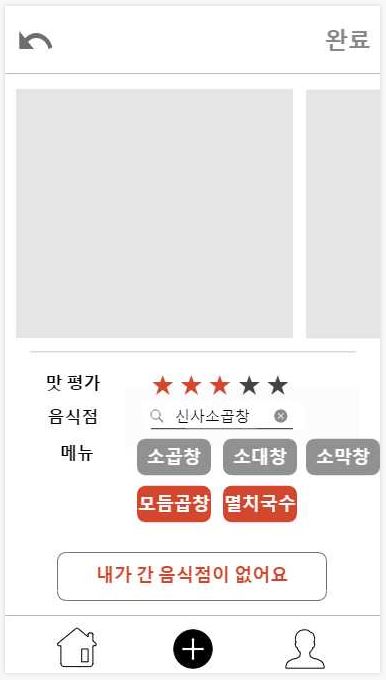 완료
맛 평가
음식점 신사소곱창
메뉴 소곱창 소대창 소막창
모듬곱창 멸치국수
내가 간 음식점이 없어요